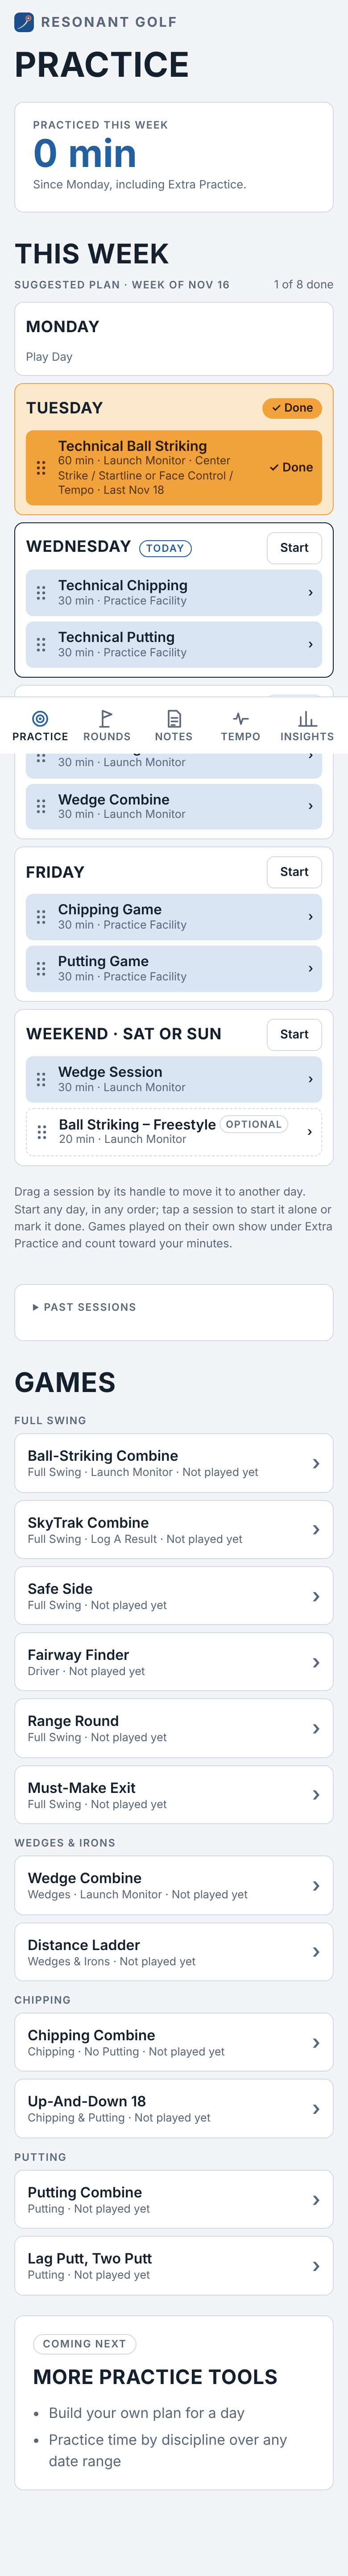 RESONANT GOLF
PRACTICE
PRACTICED THIS WEEK
0 min
Since Monday, including Extra Practice.
THIS WEEK
SUGGESTED PLAN · WEEK OF NOV 16
1 of 8 done
MONDAY
Play Day
TUESDAY
✓ Done
Technical Ball Striking
60 min · Launch Monitor · Center
Strike / Startline or Face Control /
Tempo · Last Nov 18
✓ Done
WEDNESDAY
TODAY
Start
Technical Chipping
30 min · Practice Facility
Technical Putting
30 min · Practice Facility
PRACTICE
ROUNDS
NOTES
TEMPO
INSIGHTS
30 min · Launch Monitor
Wedge Combine
30 min · Launch Monitor
FRIDAY
Start
Chipping Game
30 min · Practice Facility
Putting Game
30 min · Practice Facility
WEEKEND · SAT OR SUN
Start
Wedge Session
30 min · Launch Monitor
Ball Striking – Freestyle
OPTIONAL
20 min · Launch Monitor
Drag a session by its handle to move it to another day.
Start any day, in any order; tap a session to start it alone or
mark it done. Games played on their own show under Extra
Practice and count toward your minutes.
PAST SESSIONS
GAMES
FULL SWING
Ball-Striking Combine
Full Swing · Launch Monitor · Not played yet
SkyTrak Combine
Full Swing · Log A Result · Not played yet
Safe Side
Full Swing · Not played yet
Fairway Finder
Driver · Not played yet
Range Round
Full Swing · Not played yet
Must-Make Exit
Full Swing · Not played yet
WEDGES & IRONS
Wedge Combine
Wedges · Launch Monitor · Not played yet
Distance Ladder
Wedges & Irons · Not played yet
CHIPPING
Chipping Combine
Chipping · No Putting · Not played yet
Up-And-Down 18
Chipping & Putting · Not played yet
PUTTING
Putting Combine
Putting · Not played yet
Lag Putt, Two Putt
Putting · Not played yet
COMING NEXT
MORE PRACTICE TOOLS
• Build your own plan for a day
• Practice time by discipline over any
date range